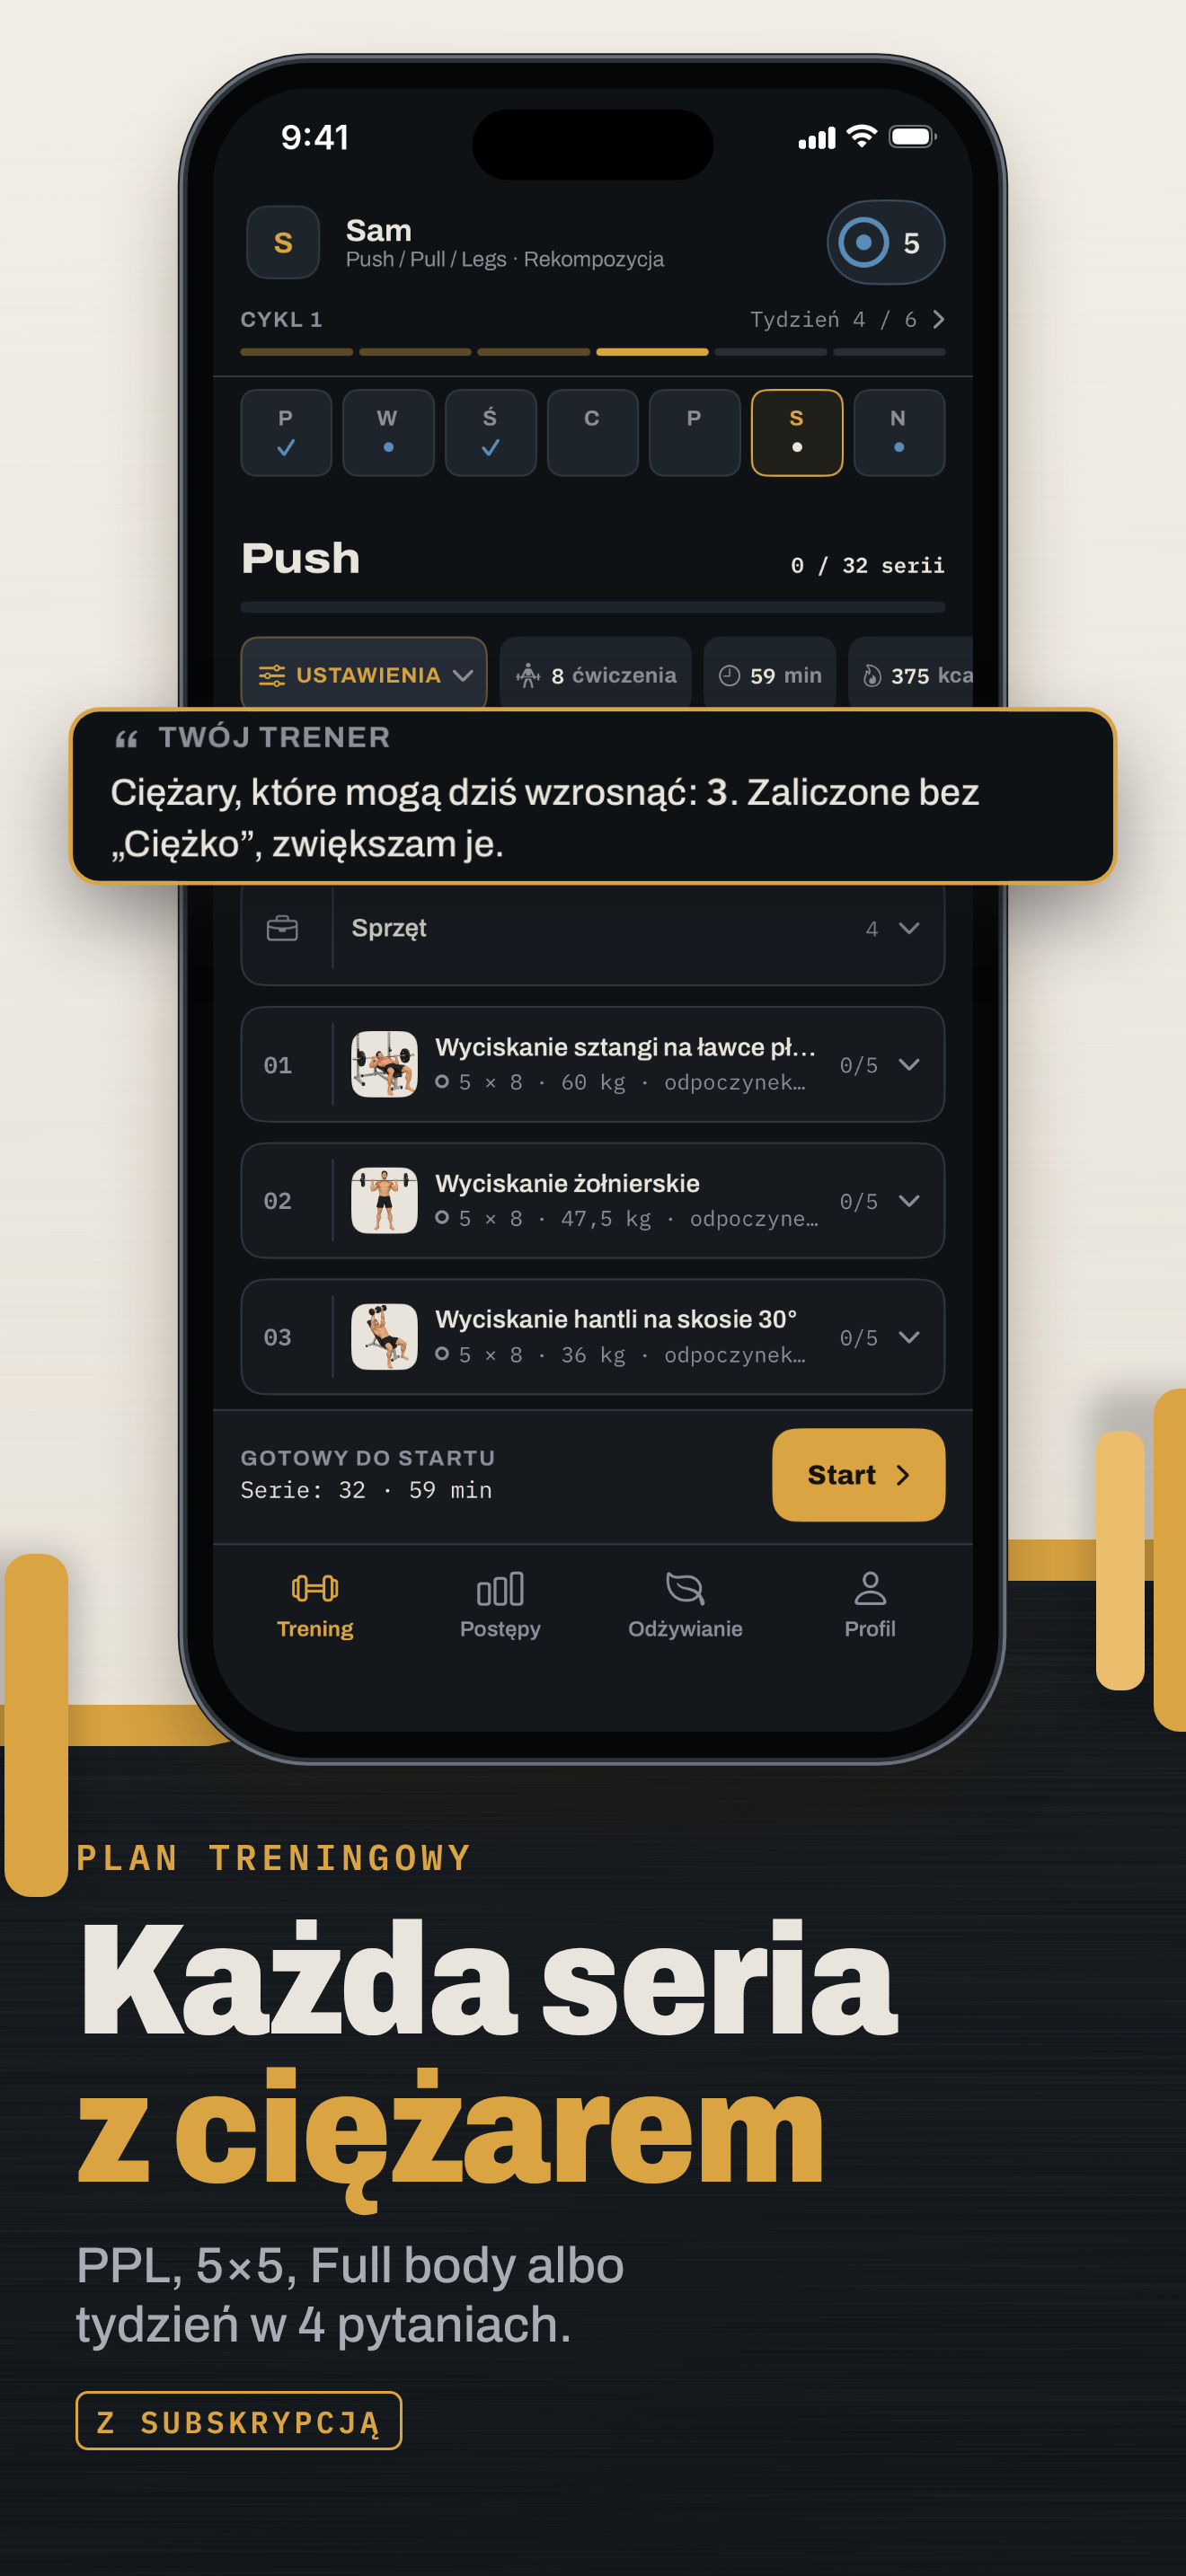 9:41
S
Sam
Push / Pull / Legs · Rekompozycja
5
CYKL 1
Tydzień 4 / 6
P W Ś C P S N
Push
0 / 32 serii
USTAWIENIA
8 ćwiczenia
59 min
375 kca
TWÓJ TRENER
Ciężary, które mogą dziś wzrosnąć: 3. Zaliczone bez
„Ciężko”, zwiększam je.
Sprzęt
4
01
Wyciskanie sztangi na ławce pł...
5 × 8 · 60 kg · odpoczynek...
0/5
02
Wyciskanie żołnierskie
5 × 8 · 47,5 kg · odpoczyne...
0/5
03
Wyciskanie hantli na skosie 30°
5 × 8 · 36 kg · odpoczynek...
0/5
GOTOWY DO STARTU
Serie: 32 · 59 min
Start
Trening
Postępy
Odżywianie
Profil
PLAN TRENINGOWY
Każda seria
z ciężarem
PPL, 5×5, Full body albo
tydzień w 4 pytaniach.
Z SUBSKRYPCJĄ